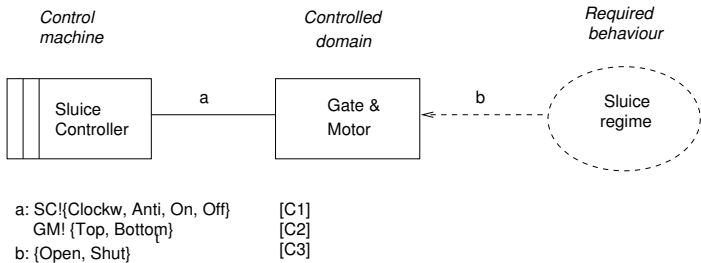 Control machine
Controlled domain
Required behaviour
Sluice Controller
a
Gate & Motor
b
Sluice regime
a: SC!{Clockw, Anti, On, Off} [C1]
GM! {Top, Bottom} [C2]
b: {Open, Shut} [C3]